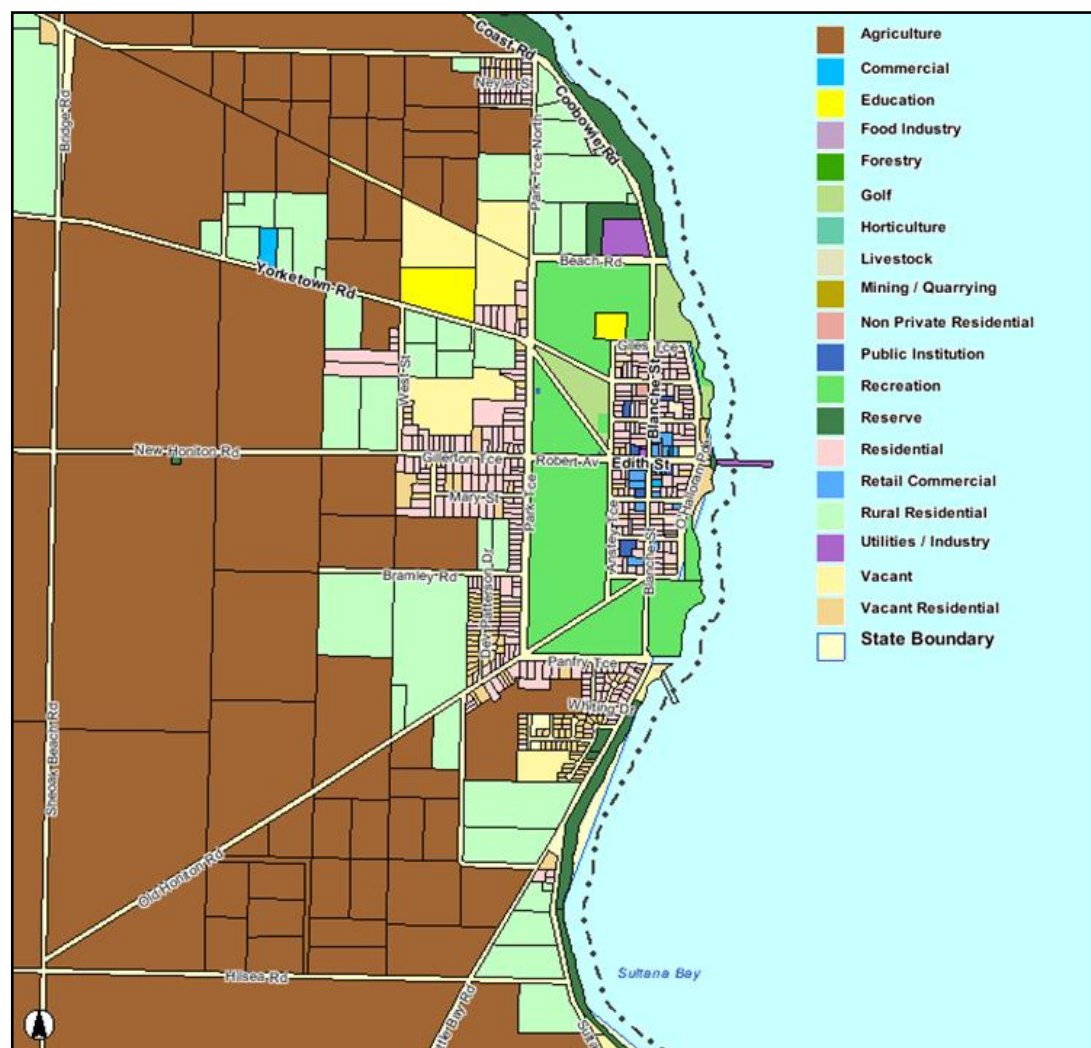 Coast Rd
Neyler S
Coobowie Rd
Bridge Rd
Park Tce North
Beach Rd
Yorketown Rd
Giles Tce
Blanche St
West St
New Honiton Rd
Gillerton Tce
Robert Av
Edith St
Mary St
Park Tce
Anstey Tce
Blanche St
Bramley Rd
Panfry Tce
Whiting Dr
Sheoak Beach Rd
Old Honiton Rd
Hilsea Rd
Sultana Bay
Agriculture
Commercial
Education
Food Industry
Forestry
Golf
Horticulture
Livestock
Mining / Quarrying
Non Private Residential
Public Institution
Recreation
Reserve
Residential
Retail Commercial
Rural Residential
Utilities / Industry
Vacant
Vacant Residential
State Boundary